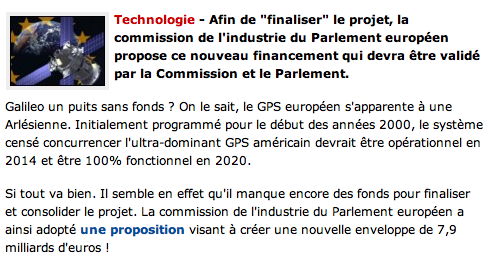 Technologie - Afin de "finaliser" le projet, la
commission de l'industrie du Parlement européen
propose ce nouveau financement qui devra être validé
par la Commission et le Parlement.
Galileo un puits sans fonds ? On le sait, le GPS européen s'apparente à une
Arlésienne. Initialement programmé pour le début des années 2000, le système
censé concurrencer l'ultra-dominant GPS américain devrait être opérationnel en
2014 et être 100% fonctionnel en 2020.
Si tout va bien. Il semble en effet qu'il manque encore des fonds pour finaliser
et consolider le projet. La commission de l'industrie du Parlement européen a
ainsi adopté une proposition visant à créer une nouvelle enveloppe de 7,9
milliards d'euros !